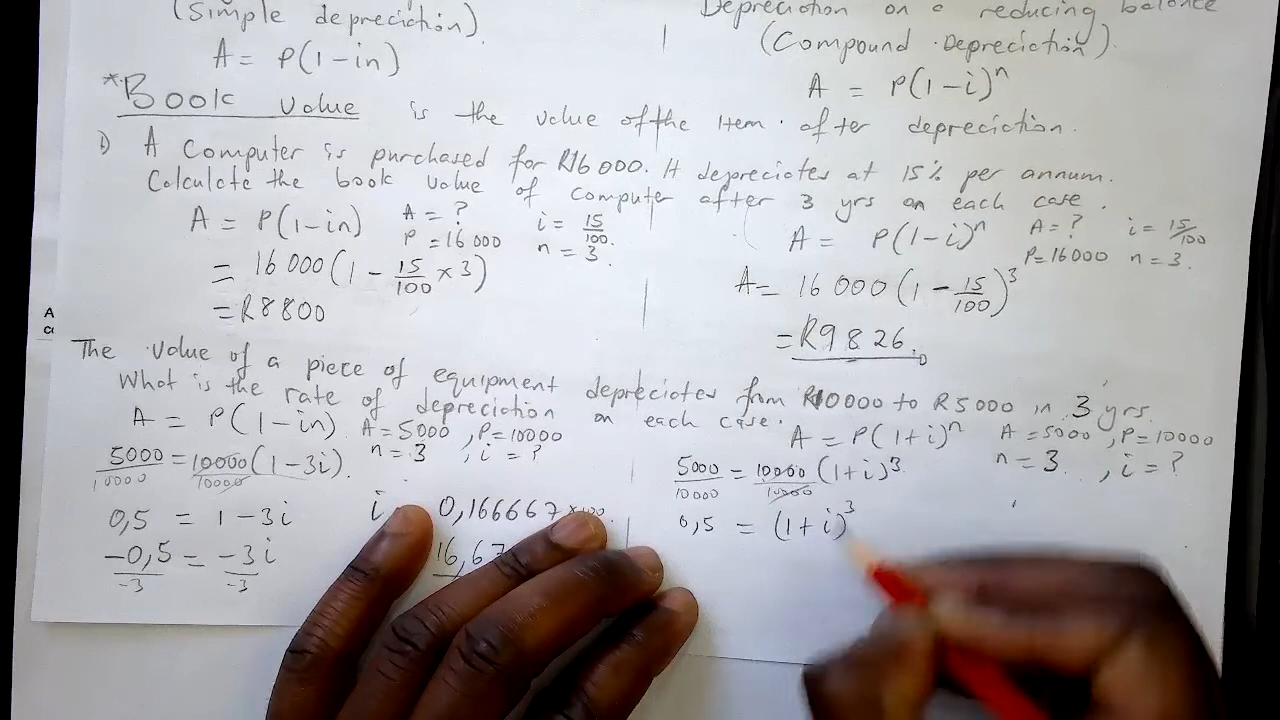 (Simple depreciation).
A = P(1-in)
Depreciation on a reducing balance
(Compound Depreciation).
A = P(1-i)^n
*Book value is the value of the item after depreciation.
1) A computer is purchased for R16 000. It depreciates at 15% per annum.
Calculate the book value of computer after 3 yrs on each case.
A = P(1-in) A = ? i = 15/100
P = 16 000 n = 3.
= 16 000(1 - 15/100 × 3)
= R8800
A = P(1-i)^n A = ? i = 15/100
P = 16000 n = 3.
A = 16 000(1 - 15/100)^3
= R9 826.
The value of a piece of equipment depreciates from R10000 to R5000 in 3 yrs.
What is the rate of depreciation on each case.
A = P(1-in). A = 5000, P = 10000
n = 3, i = ?
5000/10000 = 10000/10000 (1-3i).
0,5 = 1-3i
-0,5/-3 = -3i/-3
i 0,166667 ×100
16,67
A = P(1+i)^n A = 5000, P = 10000
n = 3, i = ?
5000/10000 = 10000/10000 (1+i)^3
0,5 = (1+i)^3
A